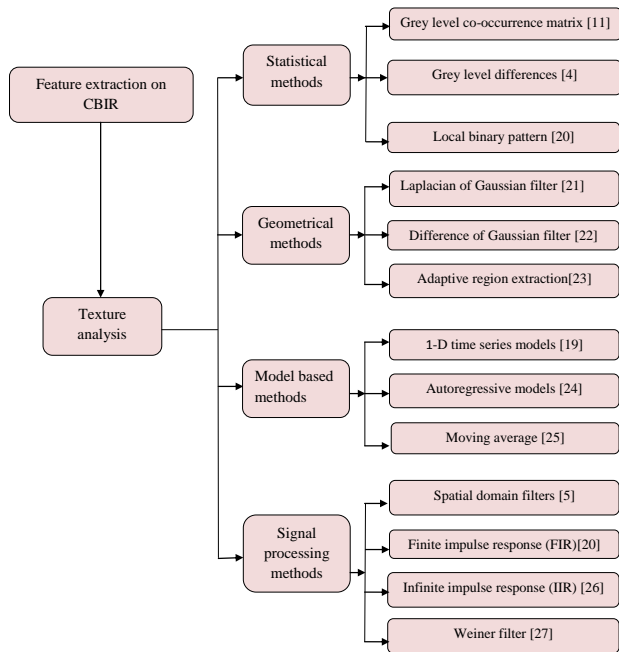 Feature extraction on
CBIR
Texture
analysis
Statistical
methods
Grey level co-occurrence matrix [11]
Grey level differences [4]
Local binary pattern [20]
Geometrical
methods
Laplacian of Gaussian filter [21]
Difference of Gaussian filter [22]
Adaptive region extraction[23]
Model based
methods
1-D time series models [19]
Autoregressive models [24]
Moving average [25]
Signal
processing
methods
Spatial domain filters [5]
Finite impulse response (FIR)[20]
Infinite impulse response (IIR) [26]
Weiner filter [27]